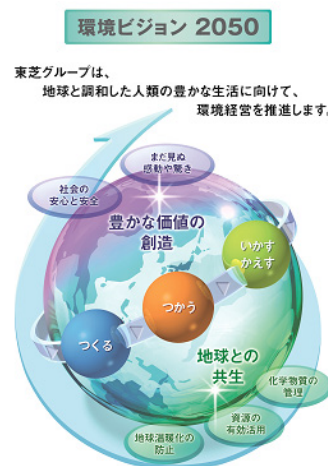 環境ビジョン 2050
東芝グループは、
地球と調和した人類の豊かな生活に向けて、
環境経営を推進します。
まだ見ぬ
感動や驚き
社会の
安心と安全
豊かな価値の
創造
いかす
かえす
つかう
つくる
地球との
共生
化学物質の
管理
資源の
有効活用
地球温暖化の
防止